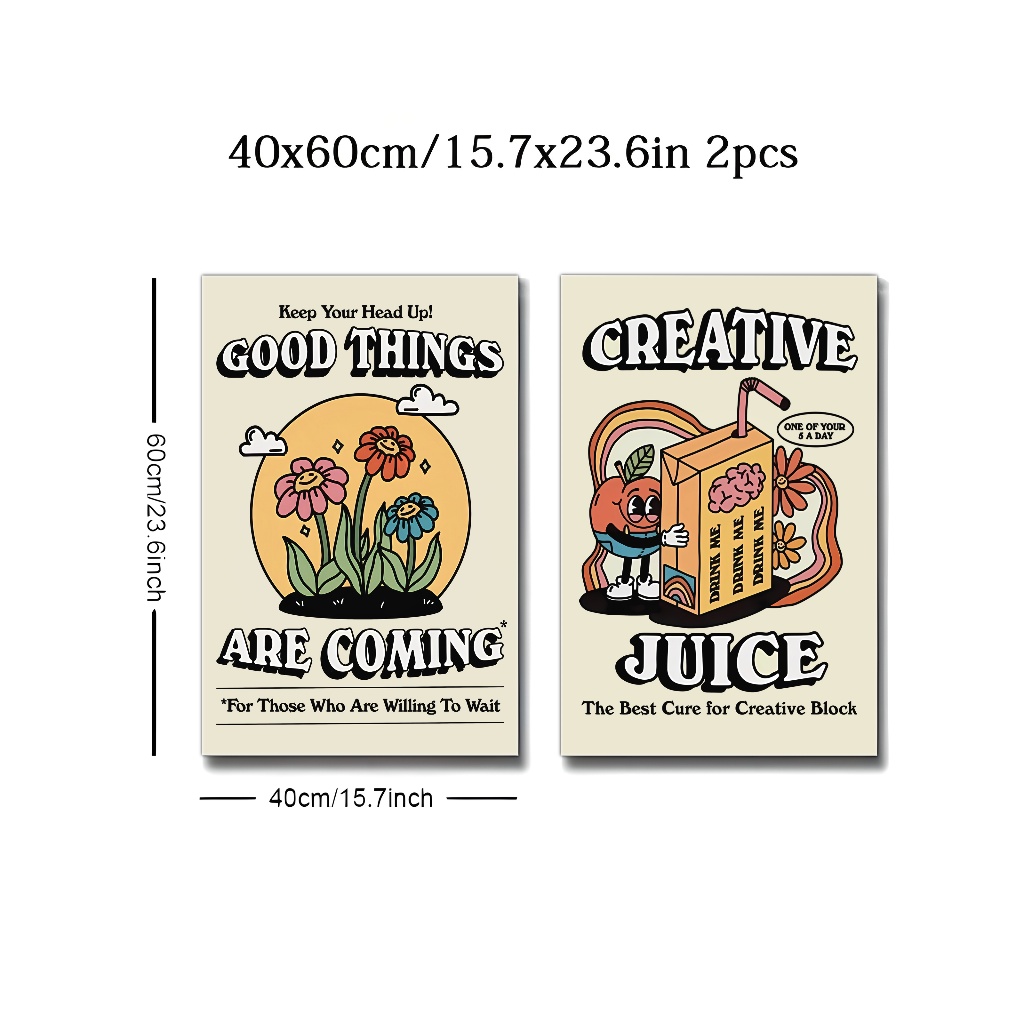 40x60cm/15.7x23.6in 2pcs
60cm/23.6inch
Keep Your Head Up!
GOOD THINGS
ARE COMING*
*For Those Who Are Willing To Wait
40cm/15.7inch
CREATIVE
ONE OF YOUR
5 A DAY
DRINK ME
DRINK ME
DRINK ME
JUICE
The Best Cure for Creative Block